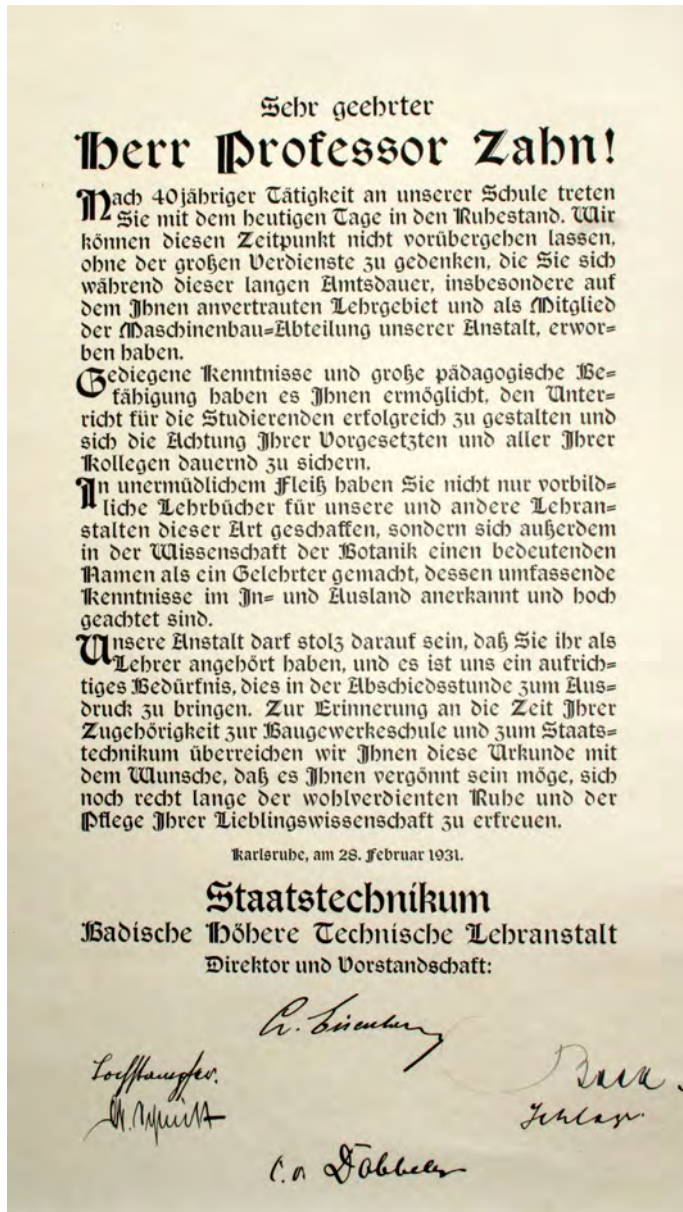 Sehr geehrter
Herr Professor Zahn!
Nach 40jähriger Tätigkeit an unserer Schule treten
Sie mit dem heutigen Tage in den Ruhestand. Wir
können diesen Zeitpunkt nicht vorübergehen lassen,
ohne der großen Verdienste zu gedenken, die Sie sich
während dieser langen Amtsdauer, insbesondere auf
dem Ihnen anvertrauten Lehrgebiet und als Mitglied
der Maschinenbau=Abteilung unserer Anstalt, erwor=
ben haben.
Gediegene Kenntnisse und große pädagogische Be=
fähigung haben es Ihnen ermöglicht, den Unter=
richt für die Studierenden erfolgreich zu gestalten und
sich die Achtung Ihrer Vorgesetzten und aller Ihrer
Kollegen dauernd zu sichern.
In unermüdlichem Fleiß haben Sie nicht nur vorbild=
liche Lehrbücher für unsere und andere Lehran=
stalten dieser Art geschaffen, sondern sich außerdem
in der Wissenschaft der Botanik einen bedeutenden
Namen als ein Gelehrter gemacht, dessen umfassende
Kenntnisse im In= und Ausland anerkannt und hoch
geachtet sind.
Unsere Anstalt darf stolz darauf sein, daß Sie ihr als
Lehrer angehört haben, und es ist uns ein aufrich=
tiges Bedürfnis, dies in der Abschiedsstunde zum Aus=
druck zu bringen. Zur Erinnerung an die Zeit Ihrer
Zugehörigkeit zur Baugewerkeschule und zum Staats=
technikum überreichen wir Ihnen diese Urkunde mit
dem Wunsche, daß es Ihnen vergönnt sein möge, sich
noch recht lange der wohlverdienten Ruhe und der
Pflege Ihrer Lieblingswissenschaft zu erfreuen.
Karlsruhe, am 28. Februar 1931.
Staatstechnikum
Badische Höhere Technische Lehranstalt
Direktor und Vorstandschaft: